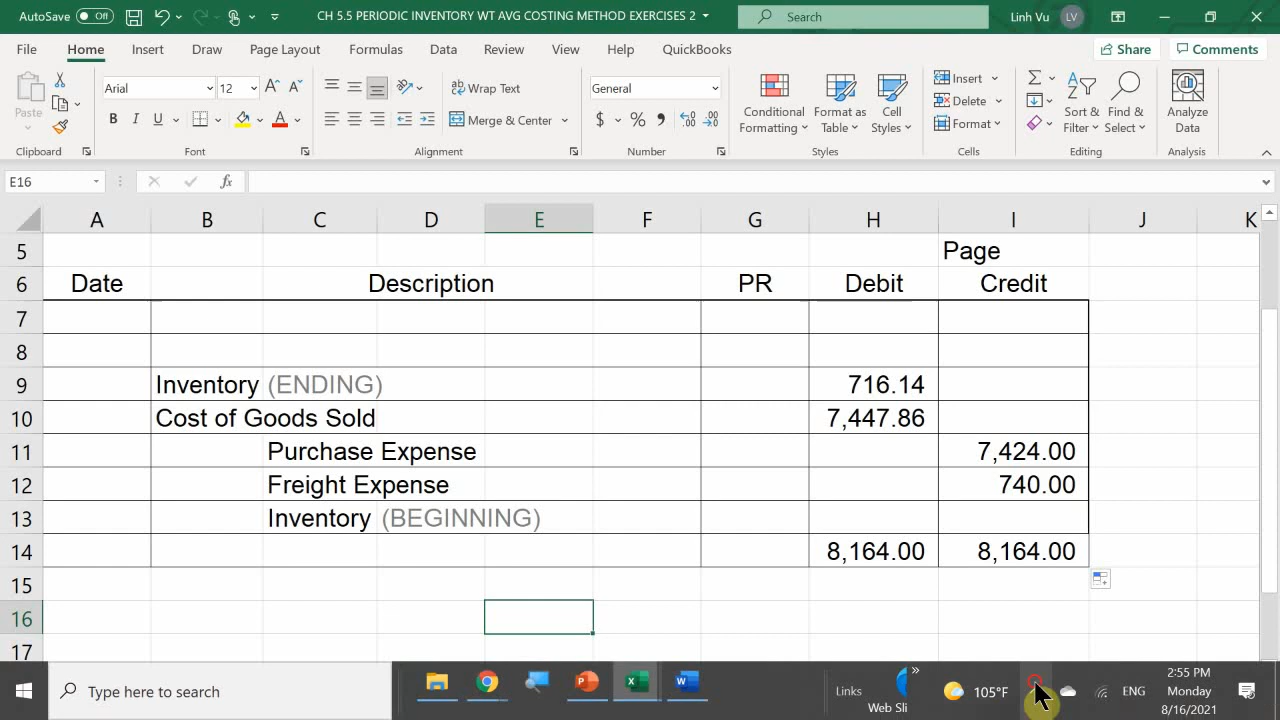 AutoSave Off CH 5.5 PERIODIC INVENTORY WT AVG COSTING METHOD EXERCISES 2 Search Linh Vu LV
File Home Insert Draw Page Layout Formulas Data Review View Help QuickBooks Share Comments
Paste Arial 12 B I U A Wrap Text Merge & Center General $ % Conditional Formatting Format as Table Cell Styles Insert Delete Format Sort & Filter Find & Select Analyze Data
Clipboard Font Alignment Number Styles Cells Editing Analysis
E16 fx
A B C D E F G H I J K
5 Page
6 Date Description PR Debit Credit
7
8
9 Inventory (ENDING) 716.14
10 Cost of Goods Sold 7,447.86
11 Purchase Expense 7,424.00
12 Freight Expense 740.00
13 Inventory (BEGINNING)
14 8,164.00 8,164.00
15
16
17
Type here to search Links Web Sli 105°F ENG 2:55 PM
Monday
8/16/2021